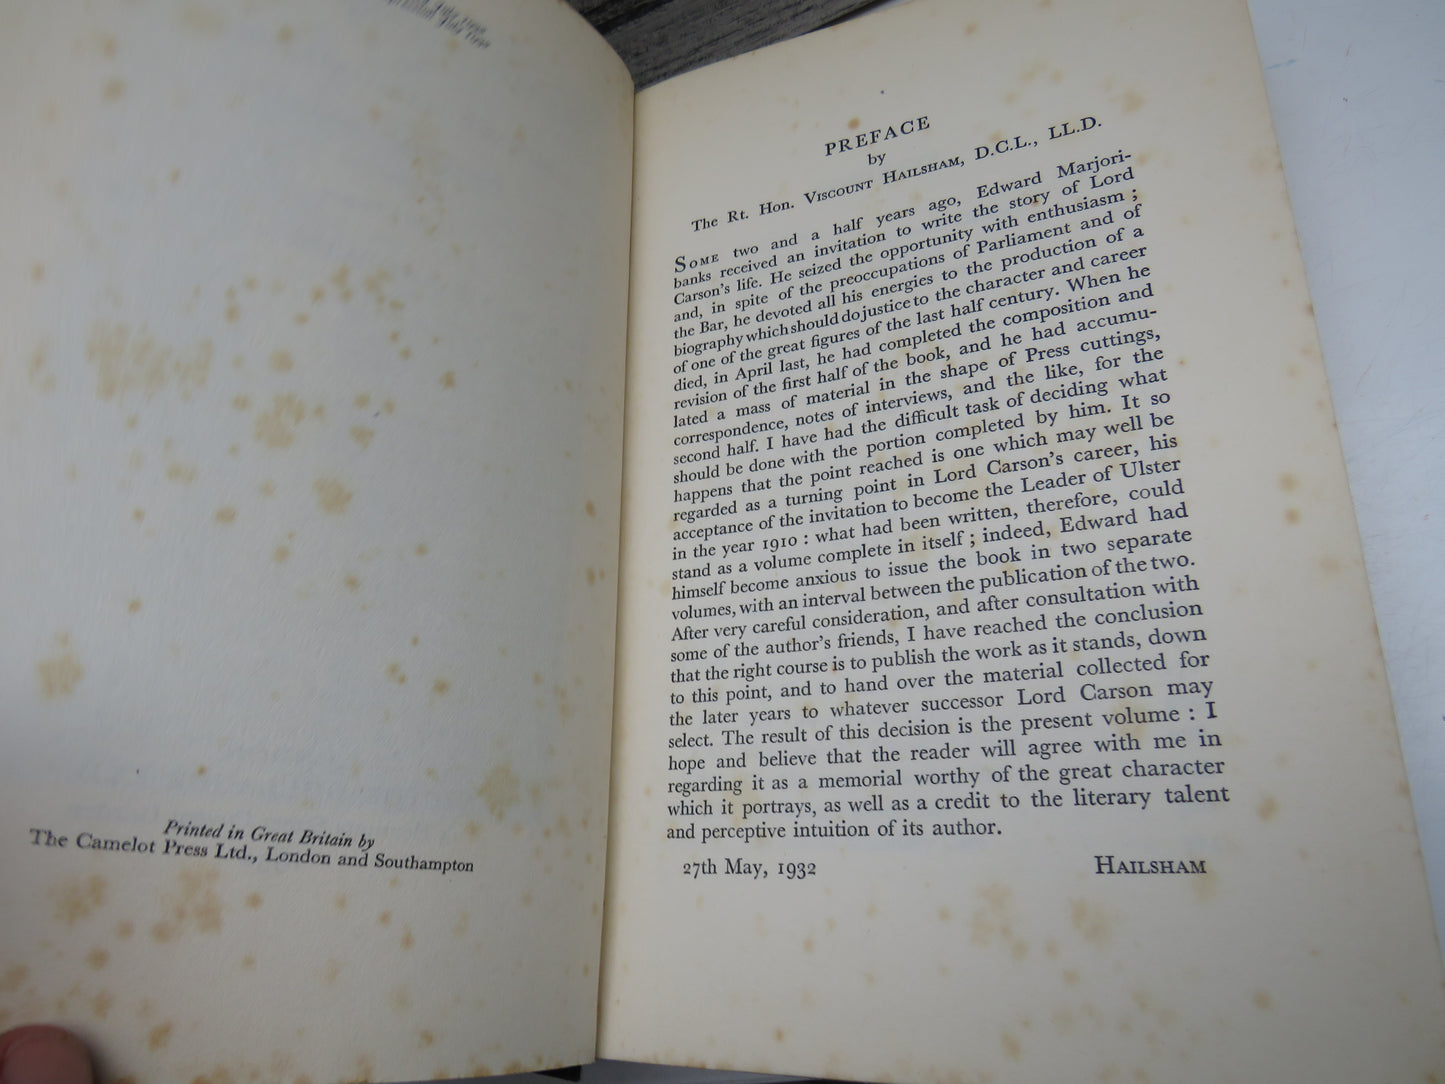 Printed in Great Britain by
The Camelot Press Ltd., London and Southampton
PREFACE
by
The Rt. Hon. VISCOUNT HAILSHAM, D.C.L., LL.D.
SOME two and a half years ago, Edward Marjori-
banks received an invitation to write the story of Lord
Carson's life. He seized the opportunity with enthusiasm ;
and, in spite of the preoccupations of Parliament and of
the Bar, he devoted all his energies to the production of a
biography which should do justice to the character and career
of one of the great figures of the last half century. When he
died, in April last, he had completed the composition and
revision of the first half of the book, and he had accumu-
lated a mass of material in the shape of Press cuttings,
correspondence, notes of interviews, and the like, for the
second half. I have had the difficult task of deciding what
should be done with the portion completed by him. It so
happens that the point reached is one which may well be
regarded as a turning point in Lord Carson's career, his
acceptance of the invitation to become the Leader of Ulster
in the year 1910 : what had been written, therefore, could
stand as a volume complete in itself ; indeed, Edward had
himself become anxious to issue the book in two separate
volumes, with an interval between the publication of the two.
After very careful consideration, and after consultation with
some of the author's friends, I have reached the conclusion
that the right course is to publish the work as it stands, down
to this point, and to hand over the material collected for
the later years to whatever successor Lord Carson may
select. The result of this decision is the present volume : I
hope and believe that the reader will agree with me in
regarding it as a memorial worthy of the great character
which it portrays, as well as a credit to the literary talent
and perceptive intuition of its author.
27th May, 1932 HAILSHAM